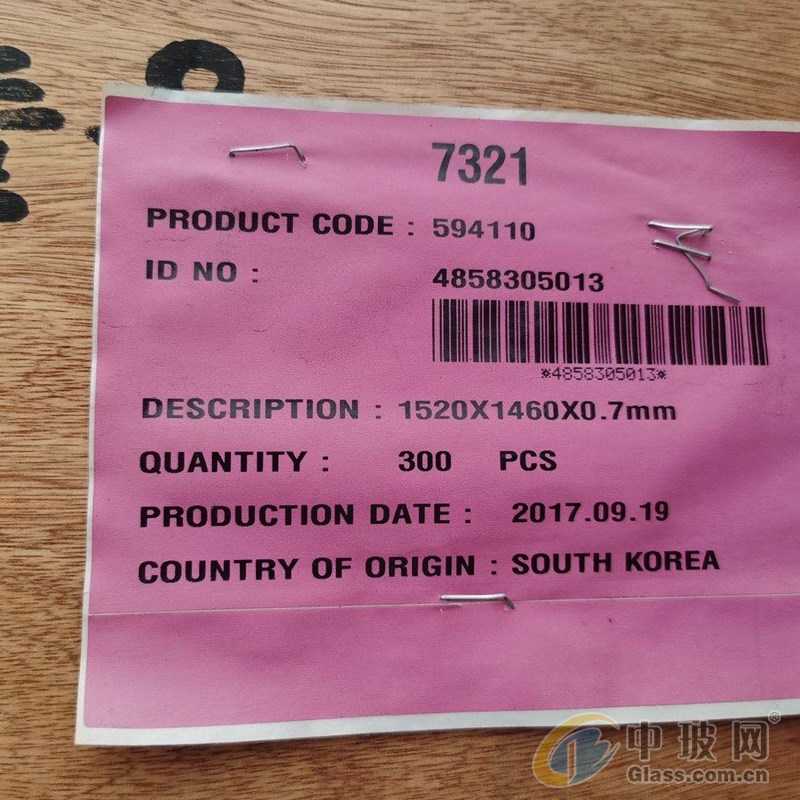 7321
PRODUCT CODE : 594110
ID NO : 4858305013
*4858305013*
DESCRIPTION : 1520X1460X0.7mm
QUANTITY : 300 PCS
PRODUCTION DATE : 2017.09.19
COUNTRY OF ORIGIN : SOUTH KOREA
中玻网®
Glass.com.cn